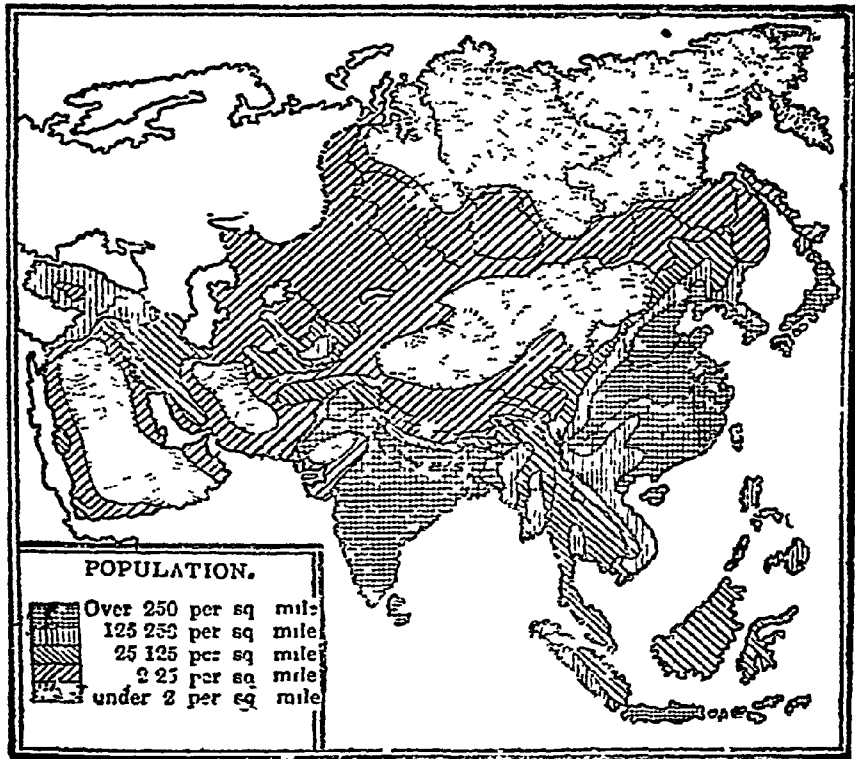 POPULATION.
Over 250 per sq mile
125 250 per sq mile
25 125 per sq mile
2 25 per sq mile
under 2 per sq mile